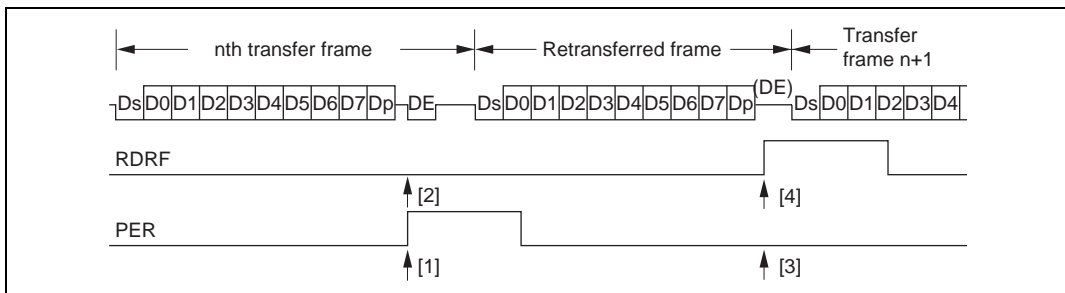 nth transfer frame
Retransferred frame
Transfer
frame n+1
Ds D0 D1 D2 D3 D4 D5 D6 D7 Dp DE Ds D0 D1 D2 D3 D4 D5 D6 D7 Dp (DE) Ds D0 D1 D2 D3 D4
RDRF
[2] [4]
PER
[1] [3]